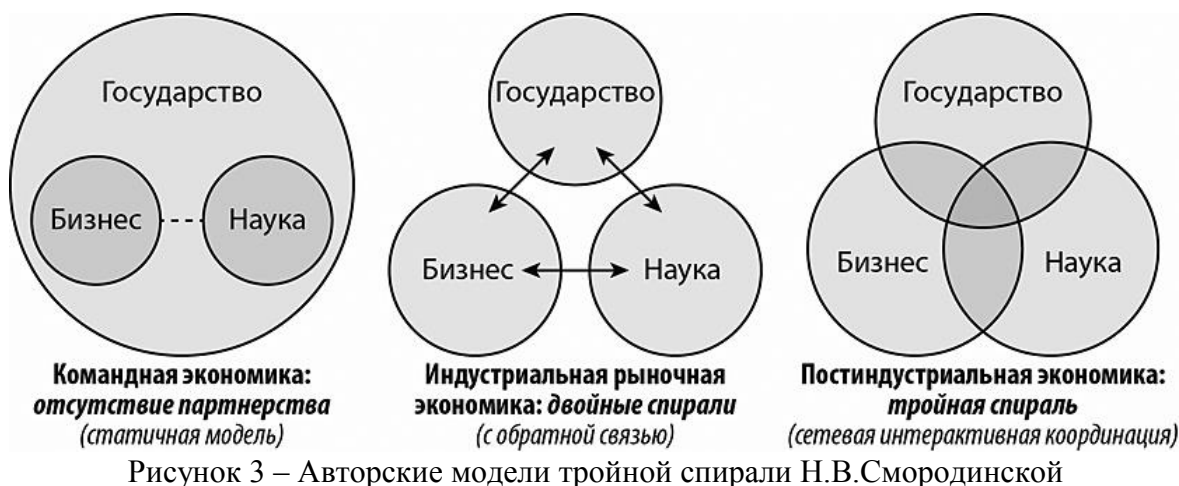 Государство
Бизнес
Наука
Командная экономика:
отсутствие партнерства
(статичная модель)
Государство
Бизнес
Наука
Индустриальная рыночная
экономика: двойные спирали
(с обратной связью)
Государство
Бизнес
Наука
Постиндустриальная экономика:
тройная спираль
(сетевая интерактивная координация)
Рисунок 3 – Авторские модели тройной спирали Н.В.Смородинской